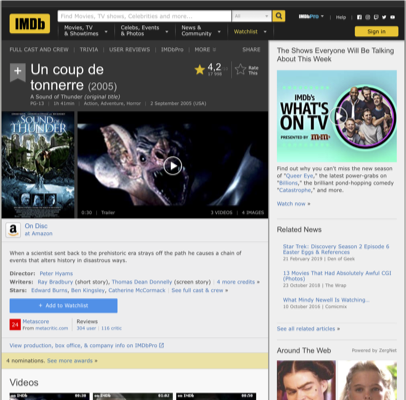 IMDb
Find Movies, TV shows, Celebrities and more...
All
IMDbPro
Help
Movies, TV & Showtimes
Celebs, Events & Photos
News & Community
Watchlist
Sign in
FULL CAST AND CREW | TRIVIA | USER REVIEWS | IMDbPro | MORE
SHARE
Un coup de tonnerre (2005)
A Sound of Thunder (original title)
PG-13 | 1h 41min | Action, Adventure, Horror | 2 September 2005 (USA)
4,2
Rate This
SOUND OF THUNDER
0:30 | Trailer
3 VIDEOS | 4 IMAGES
On Disc
at Amazon
When a scientist sent back to the prehistoric era strays off the path he causes a chain of
events that alters history in disastrous ways.
Director: Peter Hyams
Writers: Ray Bradbury (short story), Thomas Dean Donnelly (screen story) | 4 more credits »
Stars: Edward Burns, Ben Kingsley, Catherine McCormack | See full cast & crew »
+ Add to Watchlist
24
Metascore
From metacritic.com
Reviews
304 user | 116 critic
View production, box office, & company info on IMDbPro
4 nominations. See more awards »
Videos
The Shows Everyone Will Be Talking
About This Week
IMDb's
WHAT'S
ON TV
PRESENTED BY m&m's
Find out why you can't miss the new season
of "Queer Eye," the latest power-grabs on
"Billions," the brilliant pond-hopping comedy
"Catastrophe," and more.
Watch now »
Related News
Star Trek: Discovery Season 2 Episode 6
Easter Eggs & References
21 February 2019 | Den of Geek
13 Movies That Had Absolutely Awful CGI
(Photos)
23 October 2018 | The Wrap
What Mindy Newell Is Watching...
10 October 2016 | Comicmix
See all related articles »
Around The Web
Powered by ZergNet